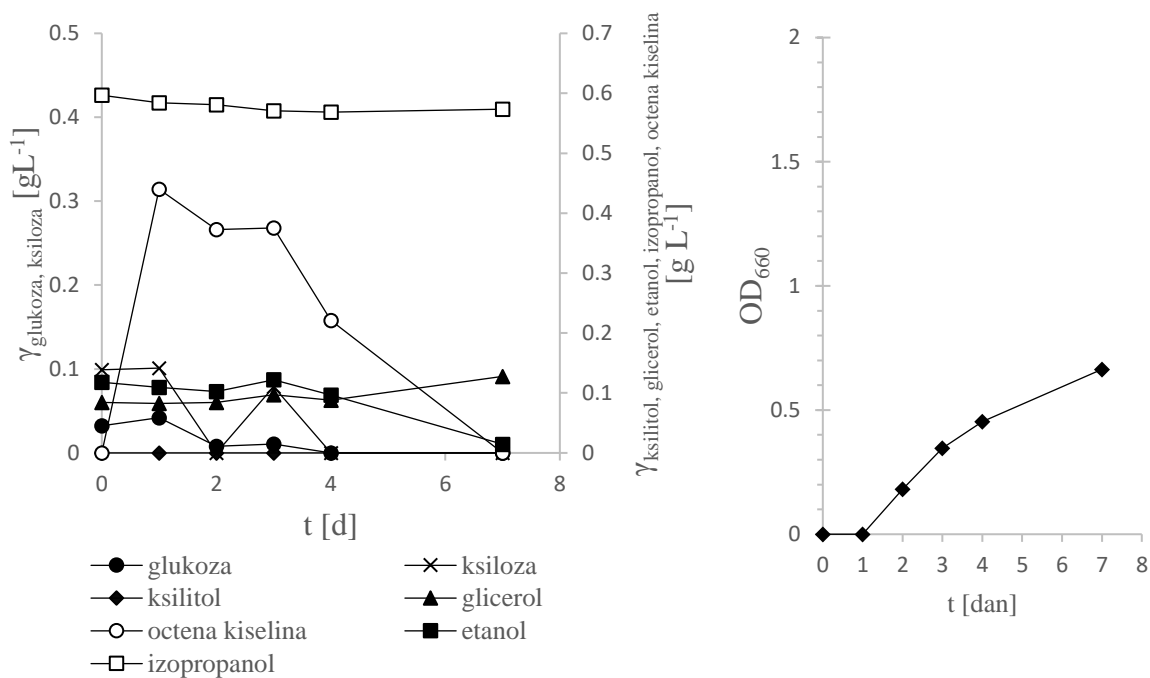 0.5
0.4
0.3
0.2
0.1
0
γglukoza, ksiloza [gL-1]
0 2 4 6 8
t [d]
0.7
0.6
0.5
0.4
0.3
0.2
0.1
0
γksilitol, glicerol, etanol, izopropanol, octena kiselina
[g L-1]
glukoza ksiloza
ksilitol glicerol
octena kiselina etanol
izopropanol
2
1.5
1
0.5
0
OD660
0 1 2 3 4 5 6 7 8
t [dan]